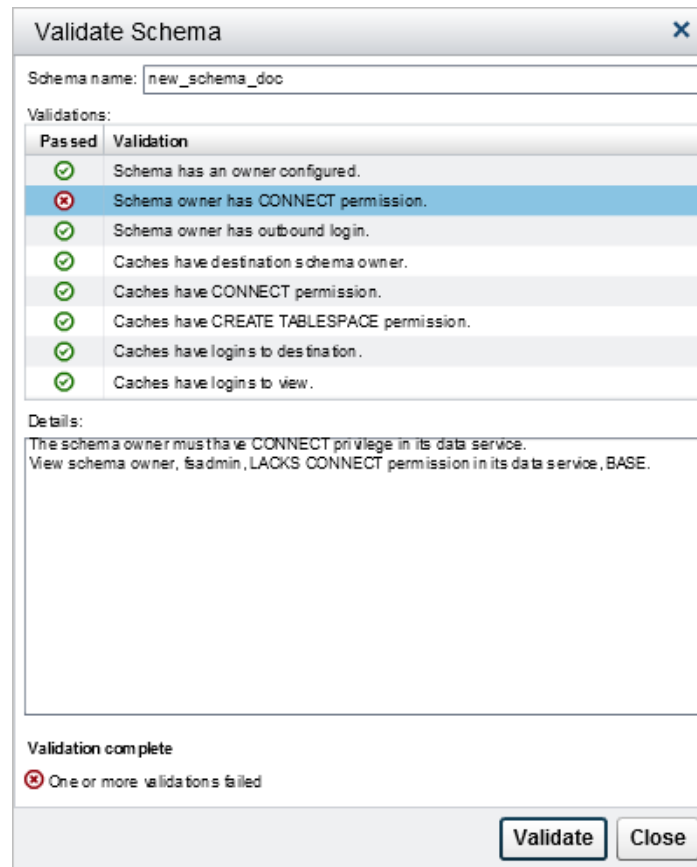 Validate Schema
Schema name: new_schema_doc
Validations:
Passed Validation
Schema has an owner configured.
Schema owner has CONNECT permission.
Schema owner has outbound login.
Caches have destination schema owner.
Caches have CONNECT permission.
Caches have CREATE TABLESPACE permission.
Caches have logins to destination.
Caches have logins to view.
Details:
The schema owner must have CONNECT privilege in its data service.
View schema owner, fsadmin, LACKS CONNECT permission in its data service, BASE.
Validation complete
One or more validations failed
Validate Close